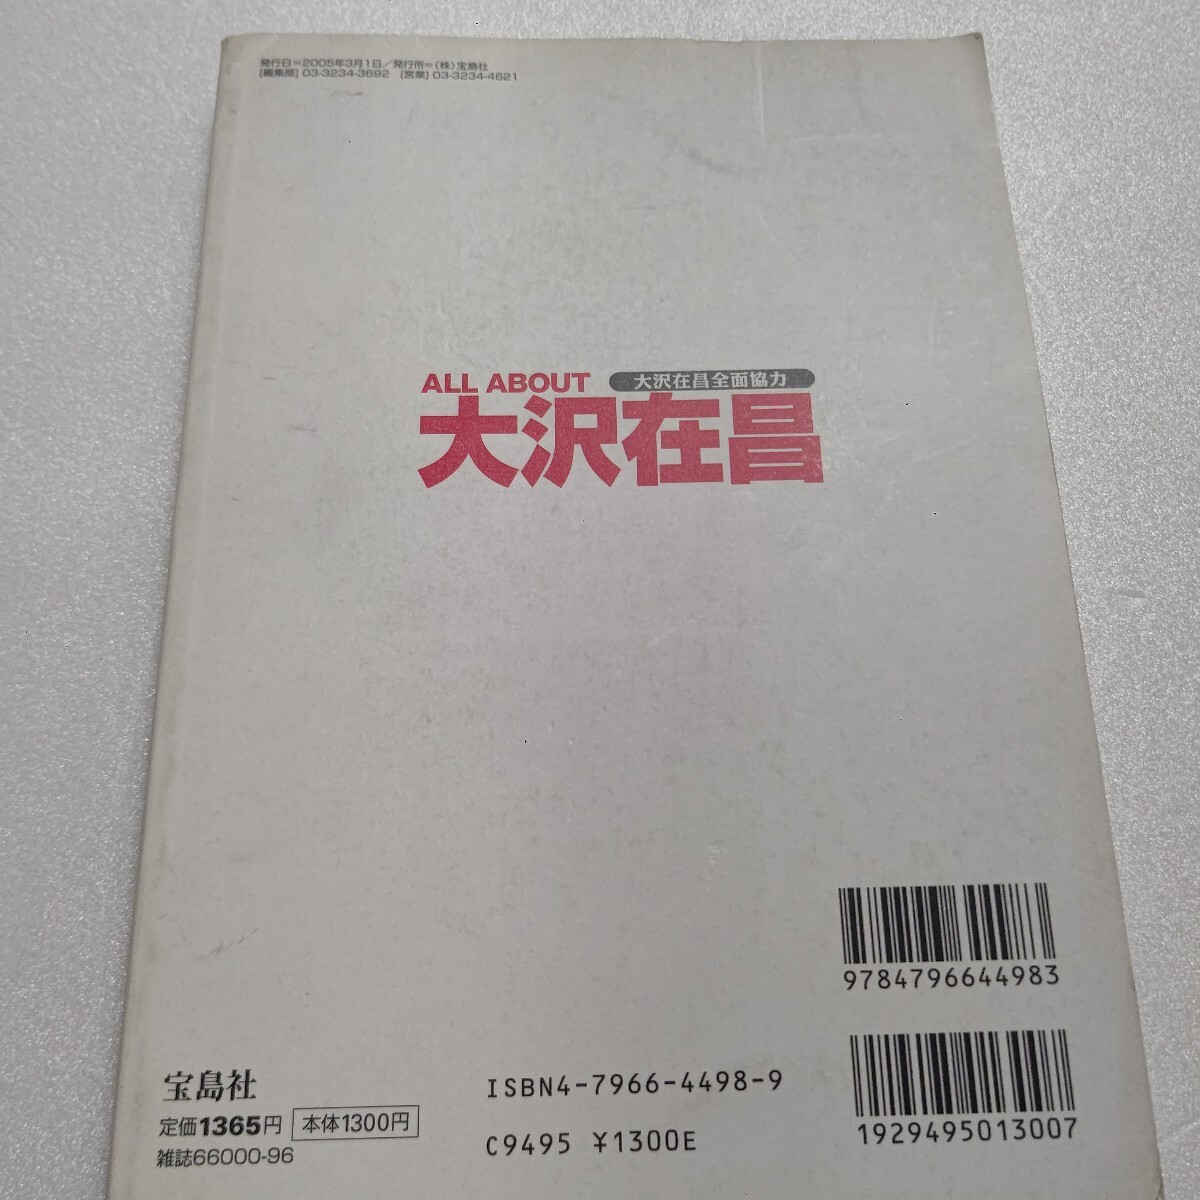 発行日=2005年3月1日/発行所=(株)宝島社
[編集部] 03-3234-3692 [営業] 03-3234-4621
ALL ABOUT 大沢在昌全面協力
大沢在昌
9784796644983
宝島社
ISBN4-7966-4498-9
定価1365円 本体1300円
C9495 ¥1300E
1929495013007
雑誌66000-96